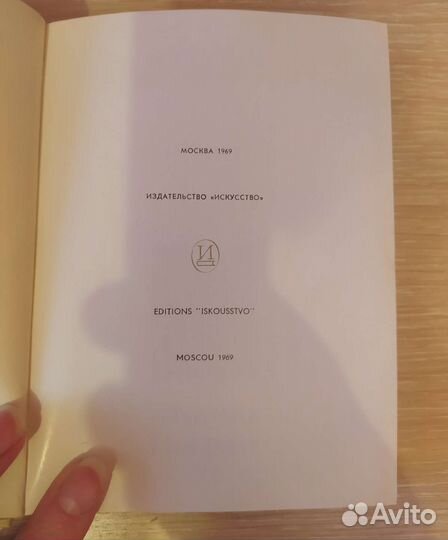 МОСКВА 1969
ИЗДАТЕЛЬСТВО «ИСКУССТВО»
И
EDITIONS "ISKOUSSTVO"
MOSCOU 1969
Avito